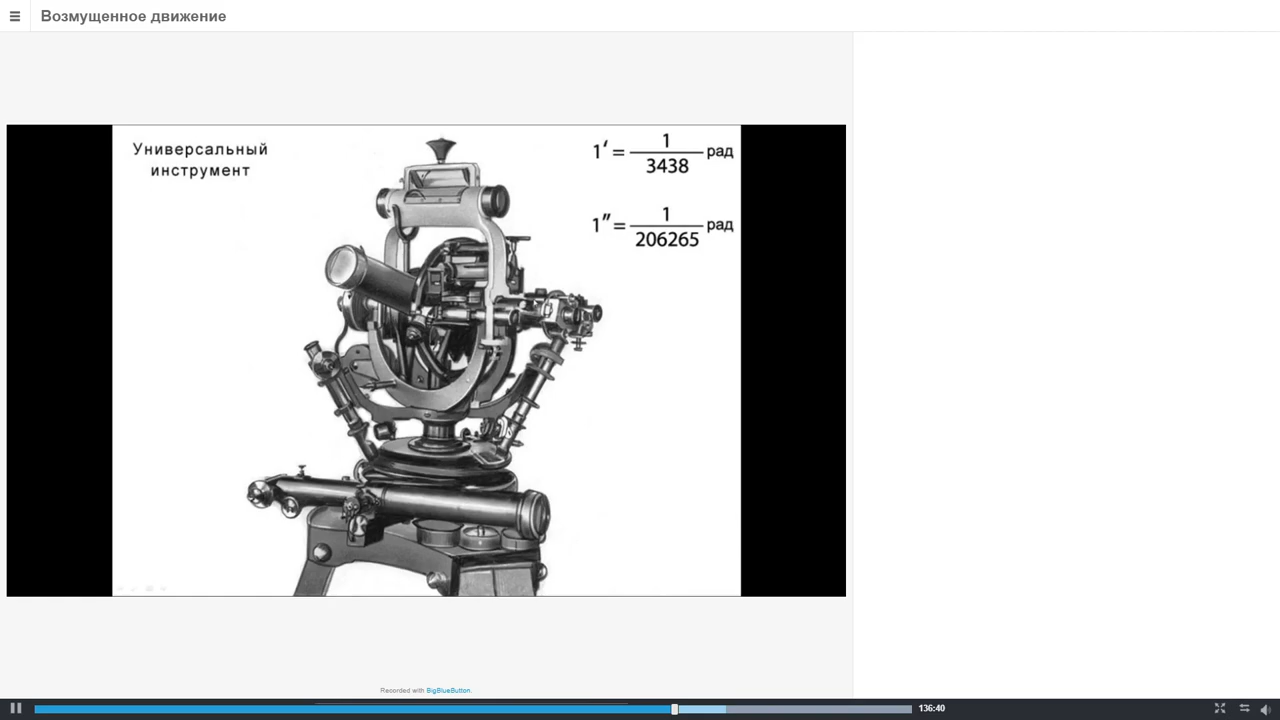 Возмущенное движение
Универсальный
инструмент
1′ = 1/3438 рад
1″ = 1/206265 рад
Recorded with BigBlueButton.
136:40